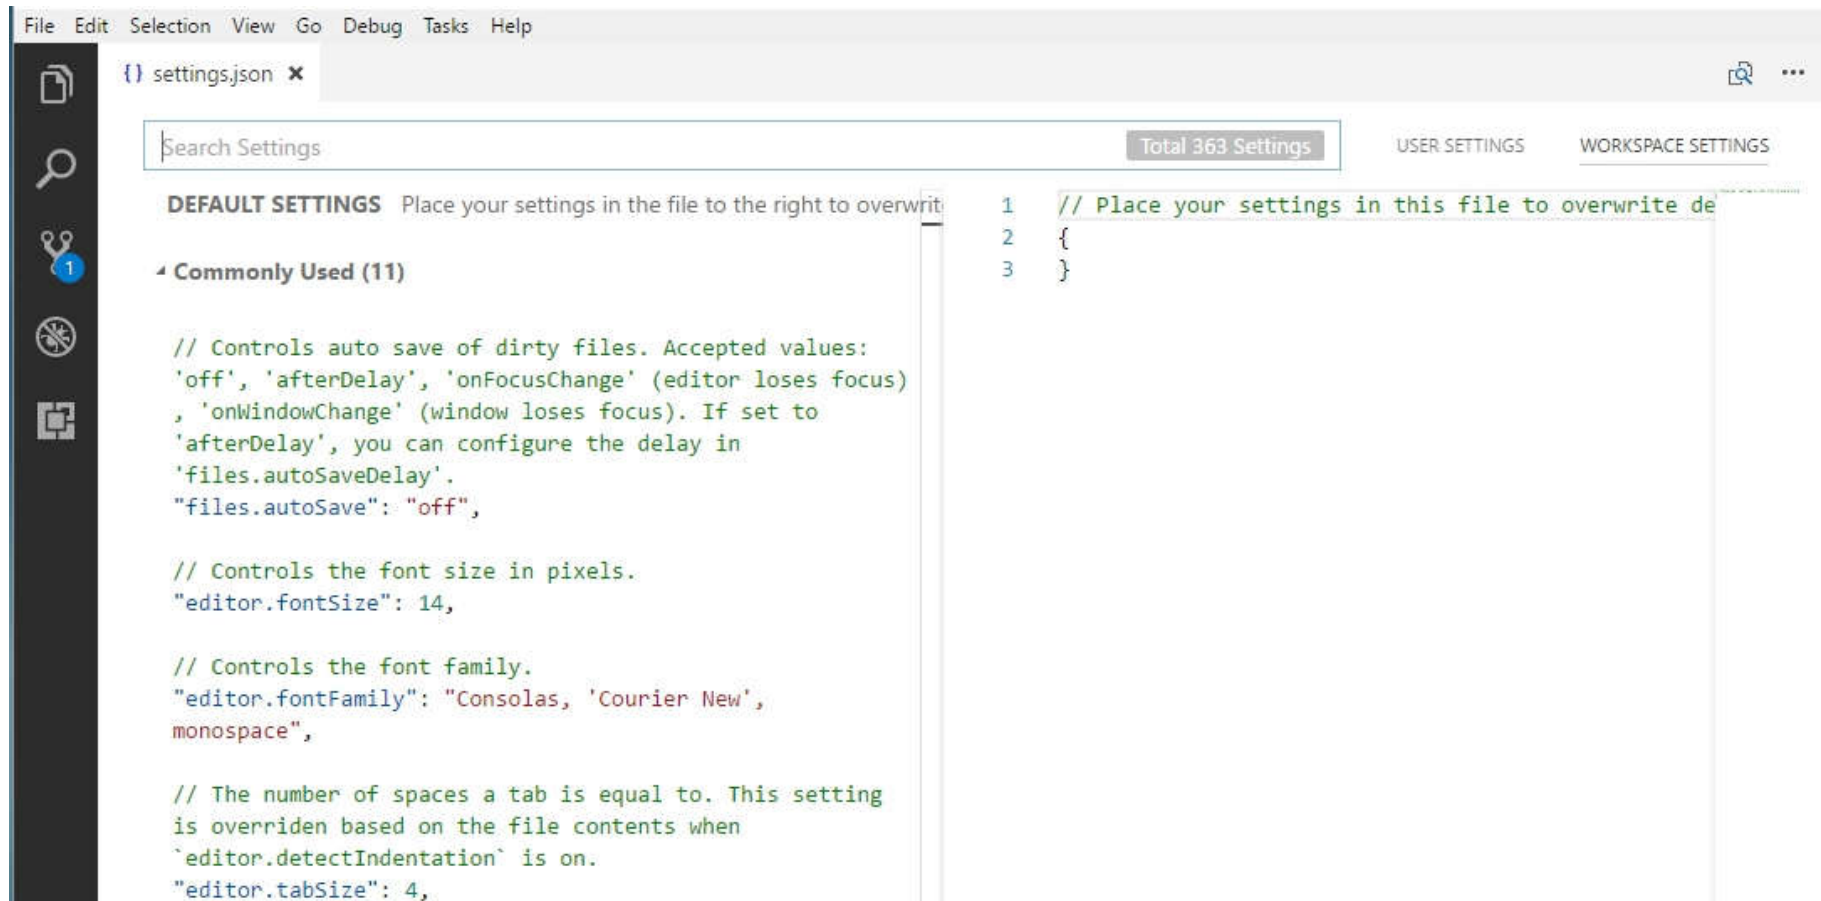 File Edit Selection View Go Debug Tasks Help
{} settings.json ×
Search Settings Total 363 Settings USER SETTINGS WORKSPACE SETTINGS
DEFAULT SETTINGS Place your settings in the file to the right to overwrit
Commonly Used (11)
// Controls auto save of dirty files. Accepted values:
'off', 'afterDelay', 'onFocusChange' (editor loses focus)
, 'onWindowChange' (window loses focus). If set to
'afterDelay', you can configure the delay in
'files.autoSaveDelay'.
"files.autoSave": "off",
// Controls the font size in pixels.
"editor.fontSize": 14,
// Controls the font family.
"editor.fontFamily": "Consolas, 'Courier New',
monospace",
// The number of spaces a tab is equal to. This setting
is overriden based on the file contents when
`editor.detectIndentation` is on.
"editor.tabSize": 4,
1 // Place your settings in this file to overwrite de
2 {
3 }
1